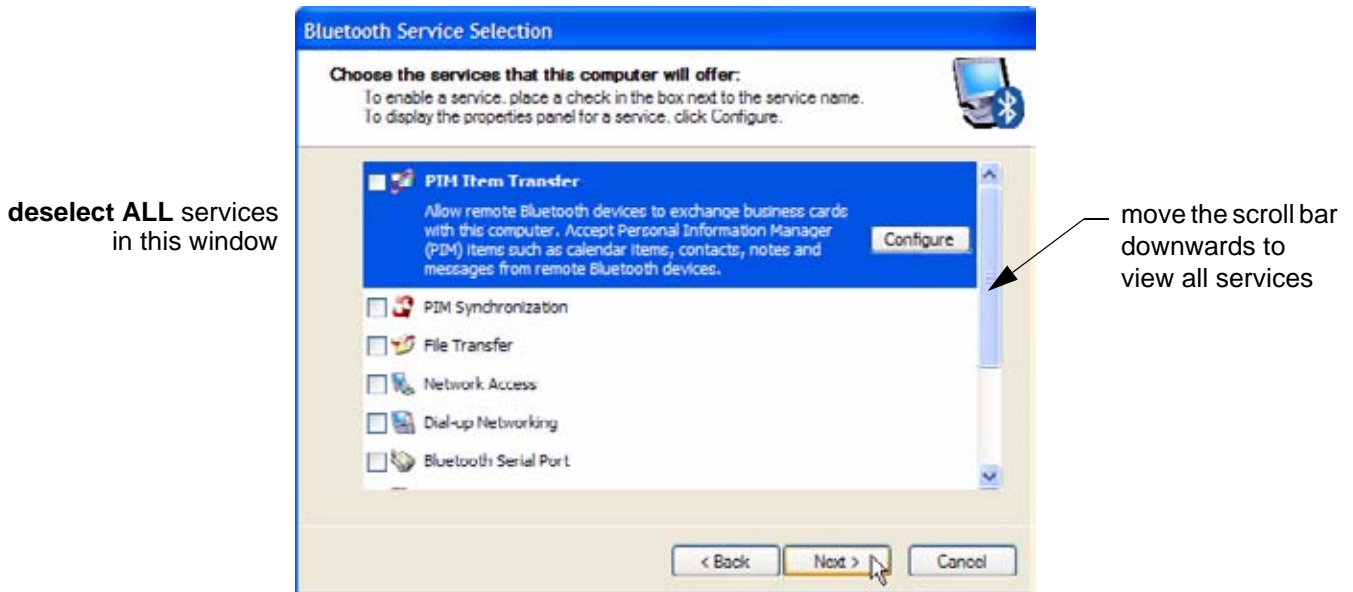 Bluetooth Service Selection
Choose the services that this computer will offer:
To enable a service, place a check in the box next to the service name.
To display the properties panel for a service, click Configure.
deselect ALL services
in this window
PIM Item Transfer
Allow remote Bluetooth devices to exchange business cards
with this computer. Accept Personal Information Manager
(PIM) items such as calendar items, contacts, notes and
messages from remote Bluetooth devices.
Configure
PIM Synchronization
File Transfer
Network Access
Dial-up Networking
Bluetooth Serial Port
move the scroll bar
downwards to
view all services
< Back
Next >
Cancel